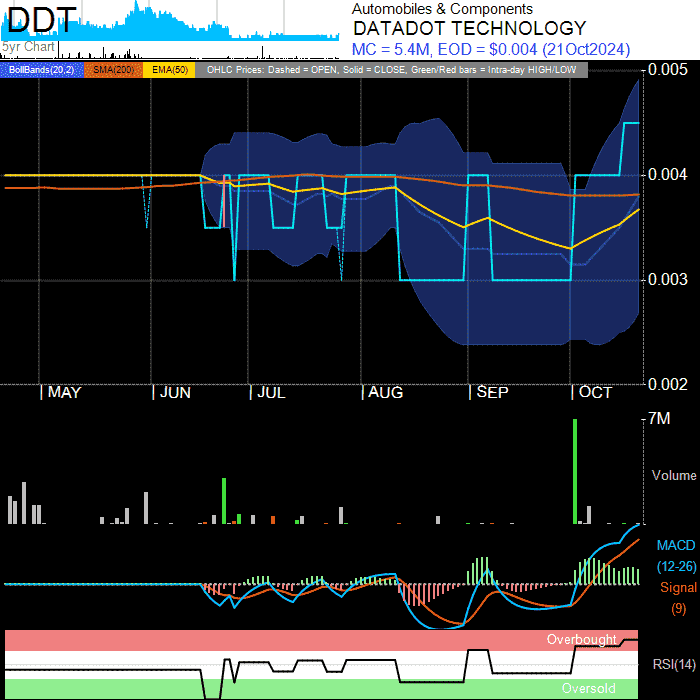 DDT
5yr Chart
Automobiles & Components
DATADOT TECHNOLOGY
MC = 5.4M, EOD = $0.004 (21Oct2024)
BollBands(20,2) SMA(200) EMA(50) OHLC Prices: Dashed = OPEN, Solid = CLOSE, Green/Red bars = Intra-day HIGH/LOW
0.005
0.004
0.003
0.002
MAY JUN JUL AUG SEP OCT
7M
Volume
MACD
(12-26)
Signal
(9)
Overbought
RSI(14)
Oversold